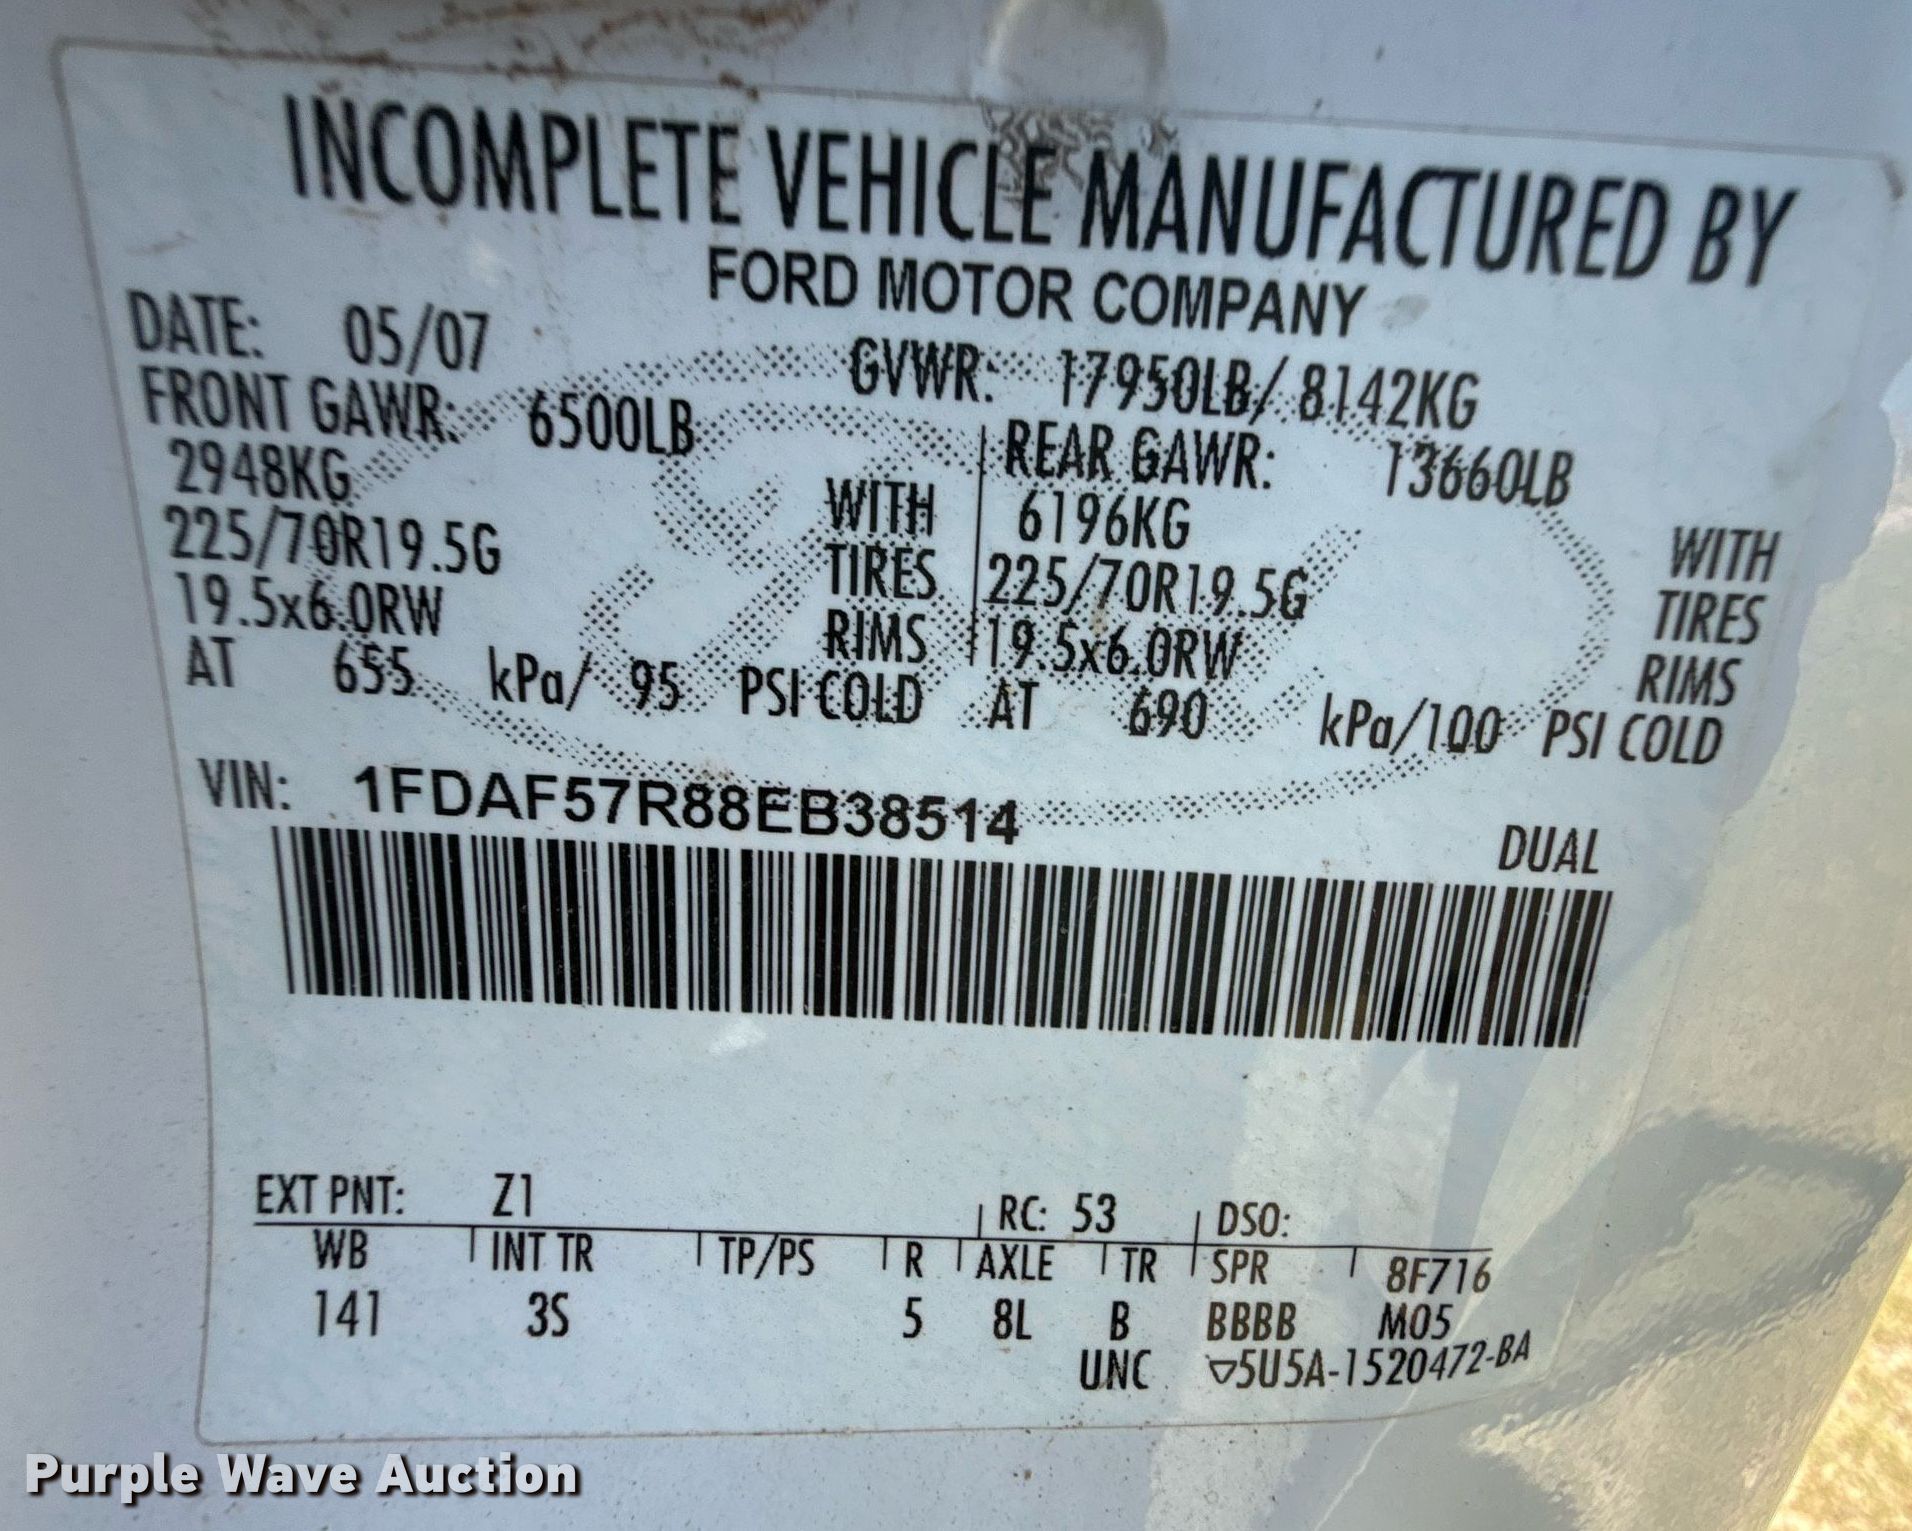 INCOMPLETE VEHICLE MANUFACTURED BY
FORD MOTOR COMPANY
DATE: 05/07
GVWR: 17950LB/ 8142KG
FRONT GAWR: 6500LB
2948KG WITH
225/70R19.5G TIRES
19.5x6.0RW RIMS
AT 655 kPa/ 95 PSI COLD
REAR GAWR: 13660LB
6196KG WITH
225/70R19.5G TIRES
19.5x6.0RW RIMS
AT 690 kPa/100 PSI COLD
VIN: 1FDAF57R88EB38514
DUAL
EXT PNT: Z1 RC: 53 DSO:
WB INT TR TP/PS R AXLE TR SPR 8F716
141 3S 5 8L B BBBB M05
UNC ▽5U5A-1520472-BA
Purple Wave Auction